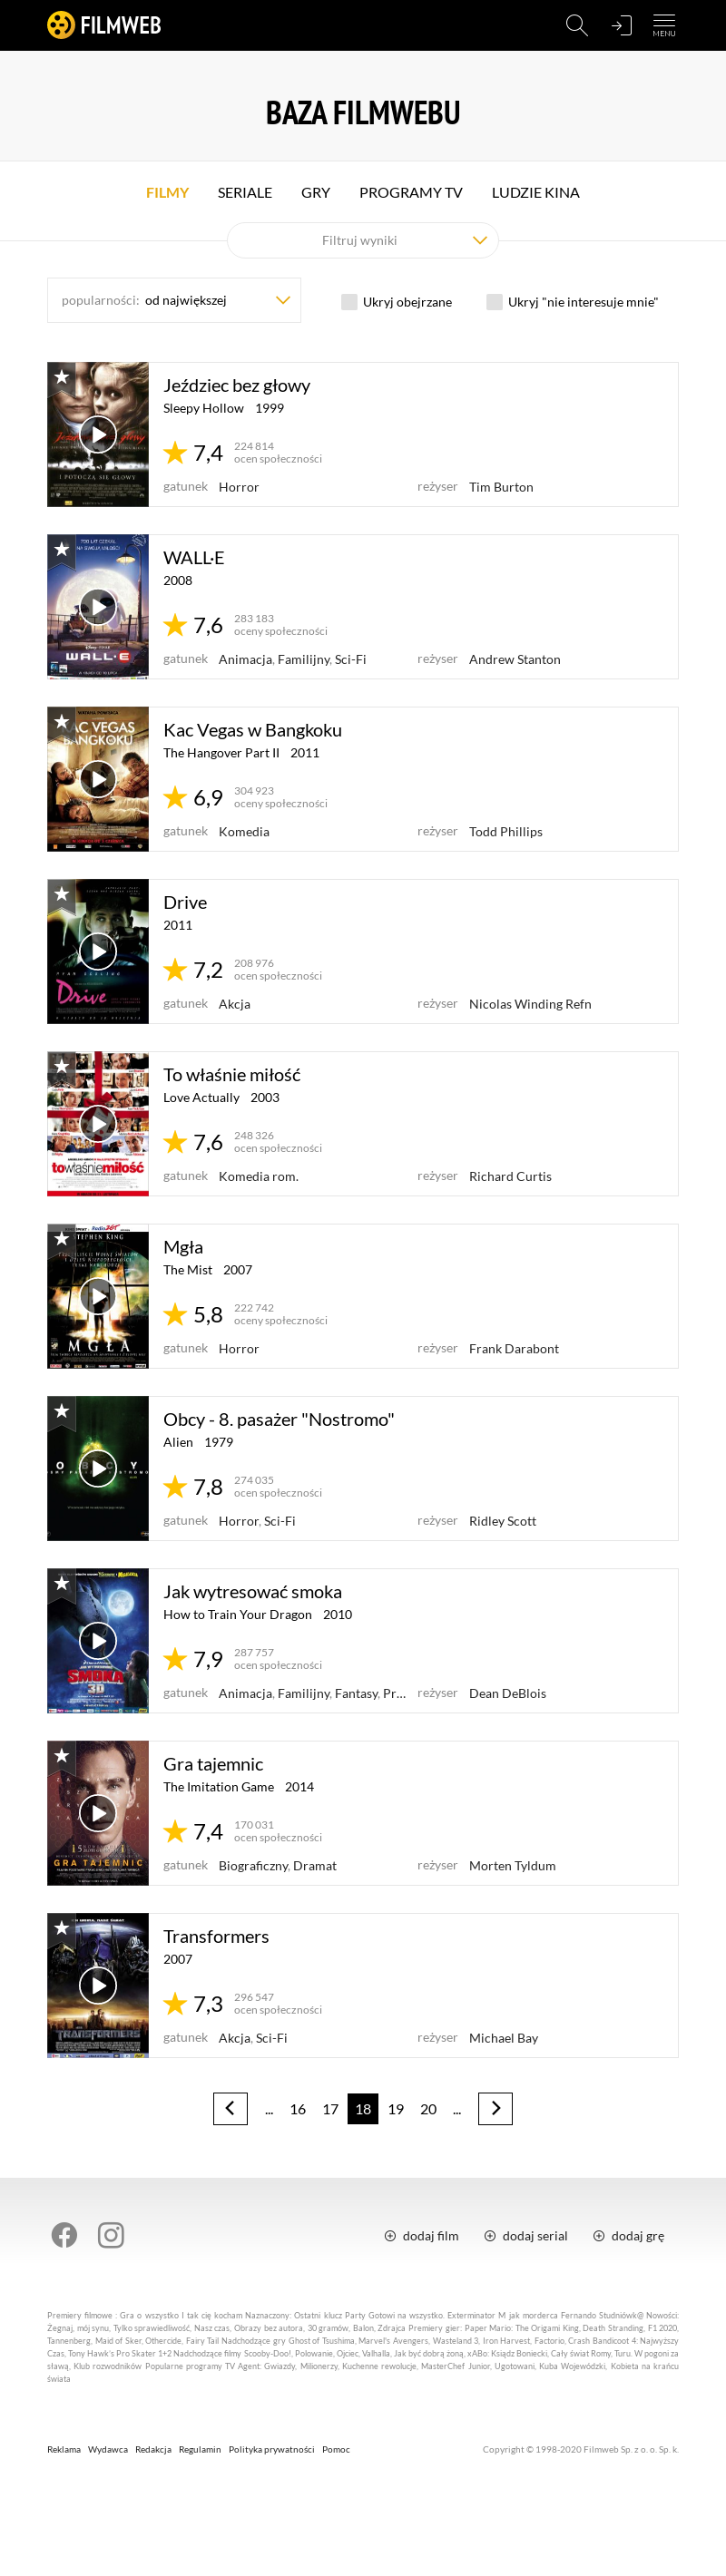 FILMWEB
MENU
BAZA FILMWEBU
FILMY SERIALE GRY PROGRAMY TV LUDZIE KINA
Filtruj wyniki
popularności: od największej
Ukryj obejrzane
Ukryj "nie interesuje mnie"
Jeździec bez głowy
Sleepy Hollow 1999
7,4
224 814
ocen społeczności
gatunek Horror
reżyser Tim Burton
WALL·E
WALL·E
2008
7,6
283 183
oceny społeczności
gatunek Animacja, Familijny, Sci-Fi
reżyser Andrew Stanton
KAC VEGAS
BANGKOKU
Kac Vegas w Bangkoku
The Hangover Part II 2011
6,9
304 923
oceny społeczności
gatunek Komedia
reżyser Todd Phillips
Drive
Drive
2011
7,2
208 976
ocen społeczności
gatunek Akcja
reżyser Nicolas Winding Refn
towłaśniemiłość
To właśnie miłość
Love Actually 2003
7,6
248 326
ocen społeczności
gatunek Komedia rom.
reżyser Richard Curtis
STEPHEN KING
MGŁA
Mgła
The Mist 2007
5,8
222 742
oceny społeczności
gatunek Horror
reżyser Frank Darabont
Obcy - 8. pasażer "Nostromo"
Alien 1979
7,8
274 035
ocen społeczności
gatunek Horror, Sci-Fi
reżyser Ridley Scott
SMOKA
3D
Jak wytresować smoka
How to Train Your Dragon 2010
7,9
287 757
ocen społeczności
gatunek Animacja, Familijny, Fantasy, Pr...
reżyser Dean DeBlois
GRA TAJEMNIC
Gra tajemnic
The Imitation Game 2014
7,4
170 031
ocen społeczności
gatunek Biograficzny, Dramat
reżyser Morten Tyldum
TRANSFORMERS
Transformers
2007
7,3
296 547
ocen społeczności
gatunek Akcja, Sci-Fi
reżyser Michael Bay
... 16 17 18 19 20 ...
dodaj film dodaj serial dodaj grę
Premiery filmowe : Gra o wszystko I tak cię kocham Naznaczony: Ostatni klucz Party Gotowi na wszystko. Exterminator M jak morderca Fernando Studniówk@ Nowości:
Żegnaj, mój synu, Tylko sprawiedliwość, Nasz czas, Obrazy bez autora, 30 gramów, Balon, Zdrajca Premiery gier: Paper Mario: The Origami King, Death Stranding, F1 2020,
Tannenberg, Maid of Sker, Othercide, Fairy Tail Nadchodzące gry Ghost of Tsushima, Marvel's Avengers, Wasteland 3, Iron Harvest, Factorio, Crash Bandicoot 4: Najwyższy
Czas, Tony Hawk's Pro Skater 1+2 Nadchodzące filmy Scooby-Doo!, Polowanie, Ojciec, Valhalla, Jak być dobrą żoną, xABo: Ksiądz Boniecki, Cały świat Romy, Turu. W pogoni za
sławą, Klub rozwodników Popularne programy TV Agent: Gwiazdy, Milionerzy, Kuchenne rewolucje, MasterChef Junior, Ugotowani, Kuba Wojewódzki, Kobieta na krańcu
świata
Reklama Wydawca Redakcja Regulamin Polityka prywatności Pomoc
Copyright © 1998-2020 Filmweb Sp. z o. o. Sp. k.